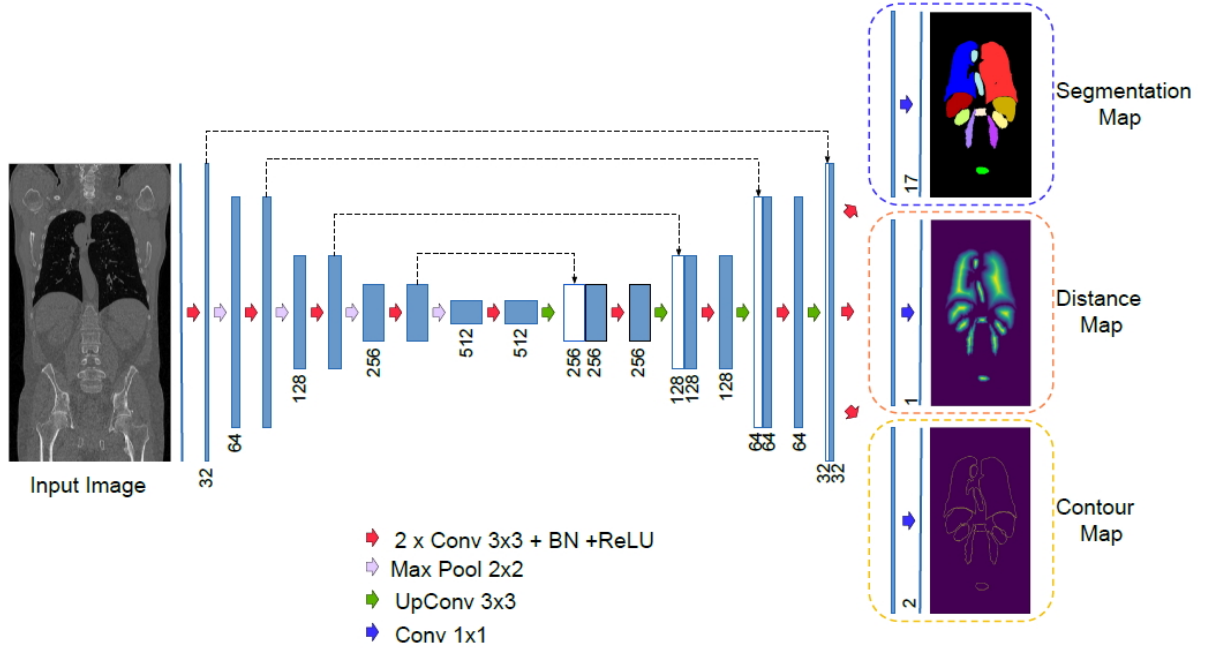 Input Image
32
64
128
256
512
512
256 256
256
128 128
128
64 64
64
32 32
17
Segmentation
Map
1
Distance
Map
2
Contour
Map
2 x Conv 3x3 + BN +ReLU
Max Pool 2x2
UpConv 3x3
Conv 1x1